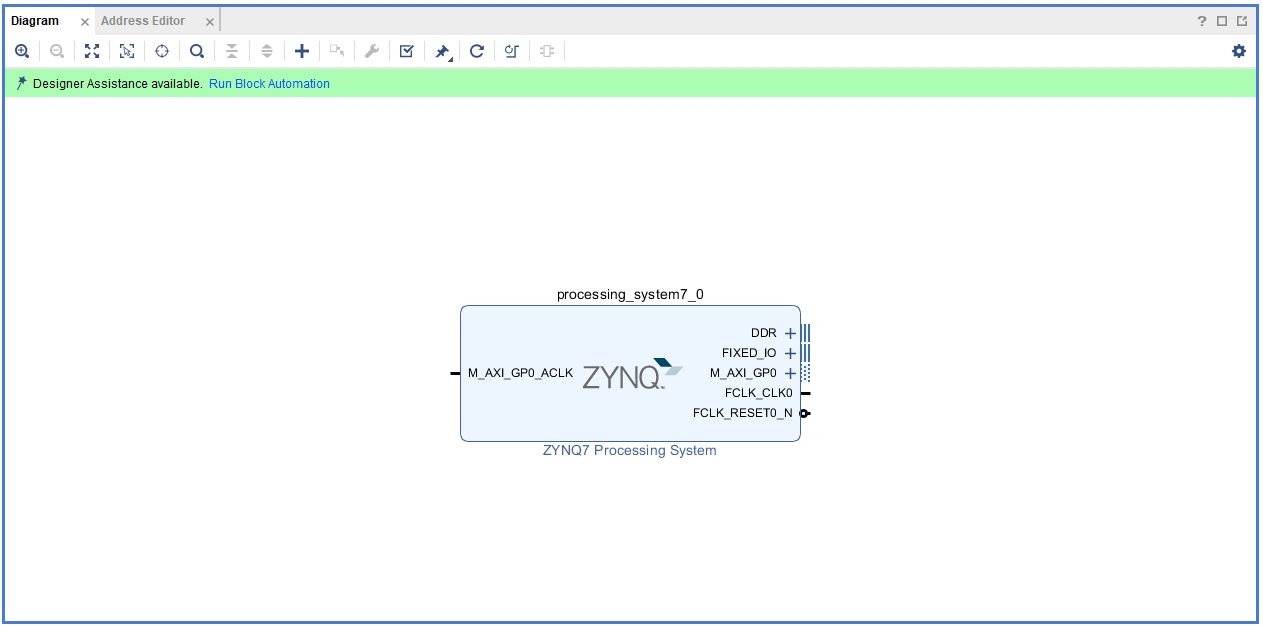 Diagram Address Editor
Designer Assistance available. Run Block Automation
processing_system7_0
DDR
FIXED_IO
M_AXI_GP0_ACLK ZYNQ™ M_AXI_GP0
FCLK_CLK0
FCLK_RESET0_N
ZYNQ7 Processing System